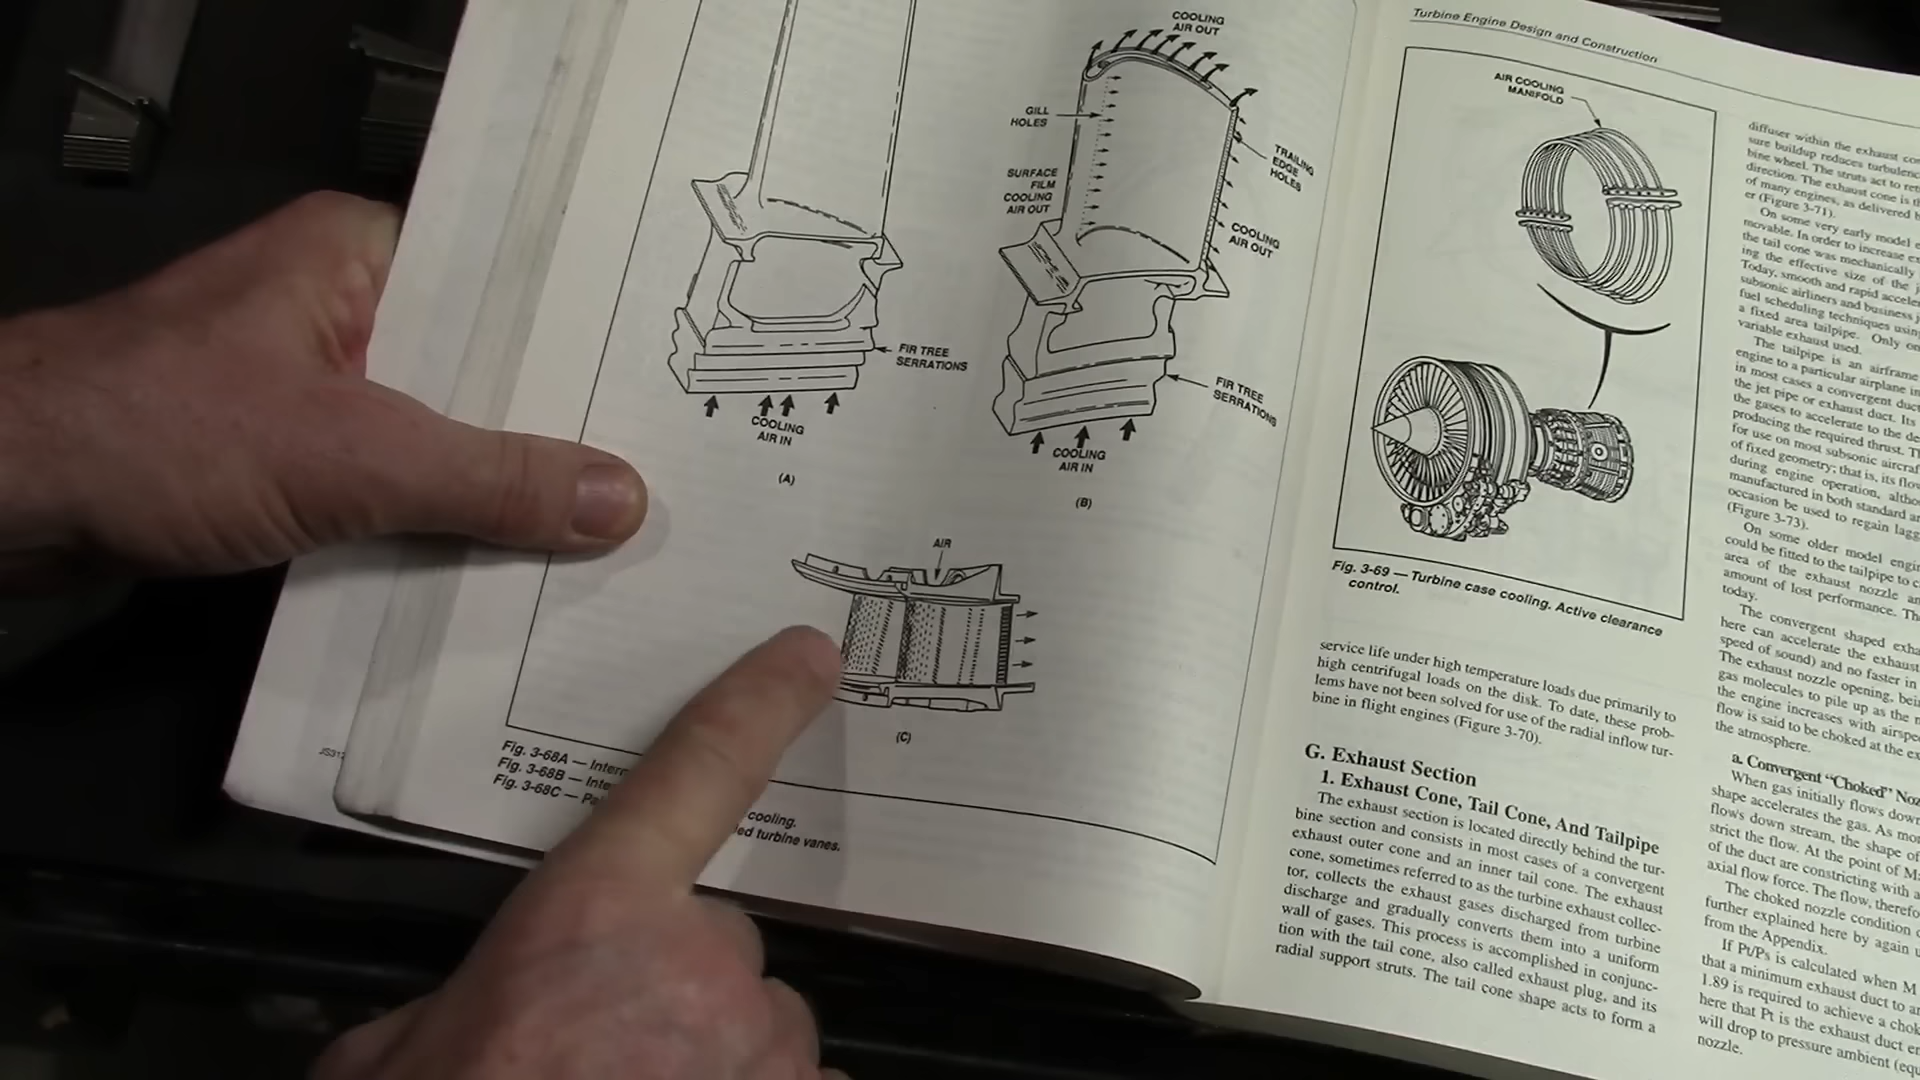 COOLING
AIR OUT
GILL
HOLES
SURFACE
FILM
COOLING
AIR OUT
TRAILING
EDGE
HOLES
COOLING
AIR OUT
FIR TREE
SERRATIONS
FIR TREE
SERRATIONS
COOLING
AIR IN
COOLING
AIR IN
(A)
(B)
AIR
(C)
Fig. 3-68A —
Fig. 3-68B —
Fig. 3-68C —
cooling.
turbine vanes.
Turbine Engine Design and Construction
AIR COOLING
MANIFOLD
Fig. 3-69 — Turbine case cooling. Active clearance
control.
service life under high temperature loads due primarily to
high centrifugal loads on the disk. To date, these prob-
lems have not been solved for use of the radial inflow tur-
bine in flight engines (Figure 3-70).
G. Exhaust Section
1. Exhaust Cone, Tail Cone, And Tailpipe
The exhaust section is located directly behind the tur-
bine section and consists in most cases of a convergent
exhaust outer cone and an inner tail cone. The exhaust
cone, sometimes referred to as the turbine exhaust collec-
tor, collects the exhaust gases discharged from turbine
discharge and gradually converts them into a uniform
wall of gases. This process is accomplished in conjunc-
tion with the tail cone, also called exhaust plug, and its
radial support struts. The tail cone shape acts to form a
diffuser within the exhaust
sure buildup reduces
bine wheel. The struts act to
direction. The exhaust cone is
of many engines, as delivered
er (Figure 3-71).
On some very early model
movable. In order to increase
the tail cone was mechanically
ing the effective size of the
Today, smooth and rapid
subsonic airliners and business
fuel scheduling techniques
a fixed area tailpipe. Only
variable exhaust used.
The tailpipe is an airframe
engine to a particular airplane
in most cases a convergent
the jet pipe or exhaust duct. Its
the gases to accelerate to the
producing the required thrust.
for use on most subsonic
of fixed geometry; that is, its
during engine operation,
manufactured in both standard
occasion be used to regain
(Figure 3-73).
On some older model
could be fitted to the tailpipe to
area of the exhaust nozzle
amount of lost performance.
today.
The convergent shaped
here can accelerate the exhaust
speed of sound) and no faster in
The exhaust nozzle opening,
gas molecules to pile up as the
the engine increases with
flow is said to be choked at the
the atmosphere.
a. Convergent “Choked”
When gas initially flows
shape accelerates the gas. As
flow's down stream, the shape
strict the flow. At the point of
of the duct are constricting with
axial flow force. The flow,
The choked nozzle condition
further explained here by again
from the Appendix.
If Pt/Ps is calculated when M
that a minimum exhaust duct to
1.89 is required to achieve a
here that Pt is the exhaust duct
will drop to pressure ambient
nozzle.